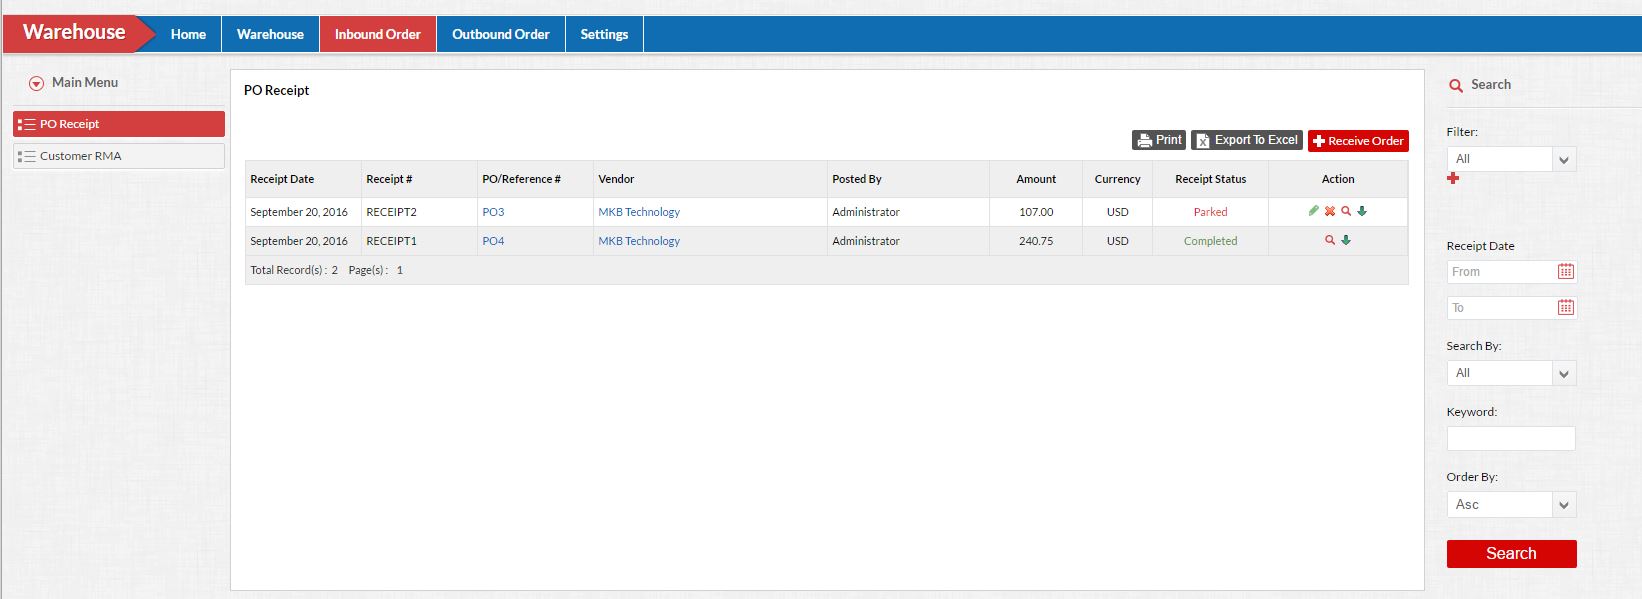 Warehouse Home Warehouse Inbound Order Outbound Order Settings
Main Menu
PO Receipt
Customer RMA
PO Receipt
Print Export To Excel Receive Order
Receipt Date Receipt # PO/Reference # Vendor Posted By Amount Currency Receipt Status Action
September 20, 2016 RECEIPT2 PO3 MKB Technology Administrator 107.00 USD Parked
September 20, 2016 RECEIPT1 PO4 MKB Technology Administrator 240.75 USD Completed
Total Record(s) : 2 Page(s) : 1
Search
Filter:
All
Receipt Date
From
To
Search By:
All
Keyword:
Order By:
Asc
Search